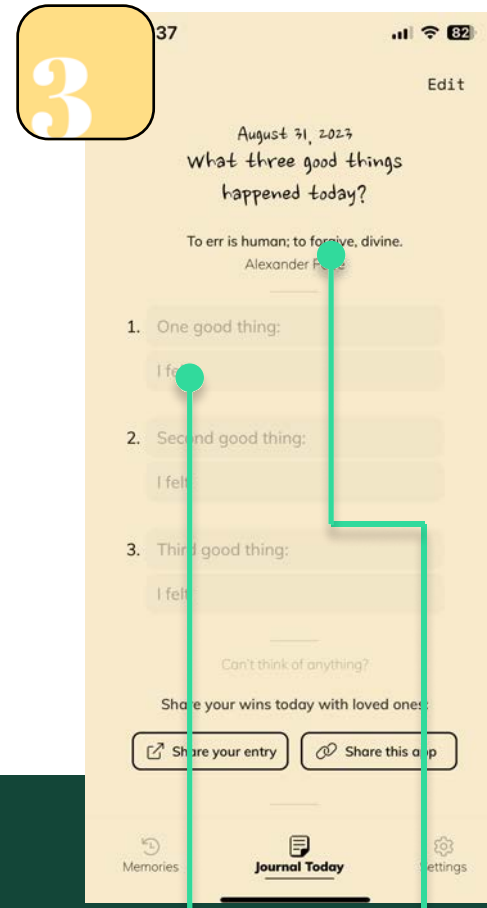 3
37
82
Edit
August 31, 2023
What three good things
happened today?
To err is human; to forgive, divine.
Alexander
1. One good thing:
I felt
2. Second good thing:
I felt
3. Third good thing:
I felt
Can't think of anything?
Share your wins today with loved ones:
Share your entry
Share this app
Memories
Journal Today
Settings